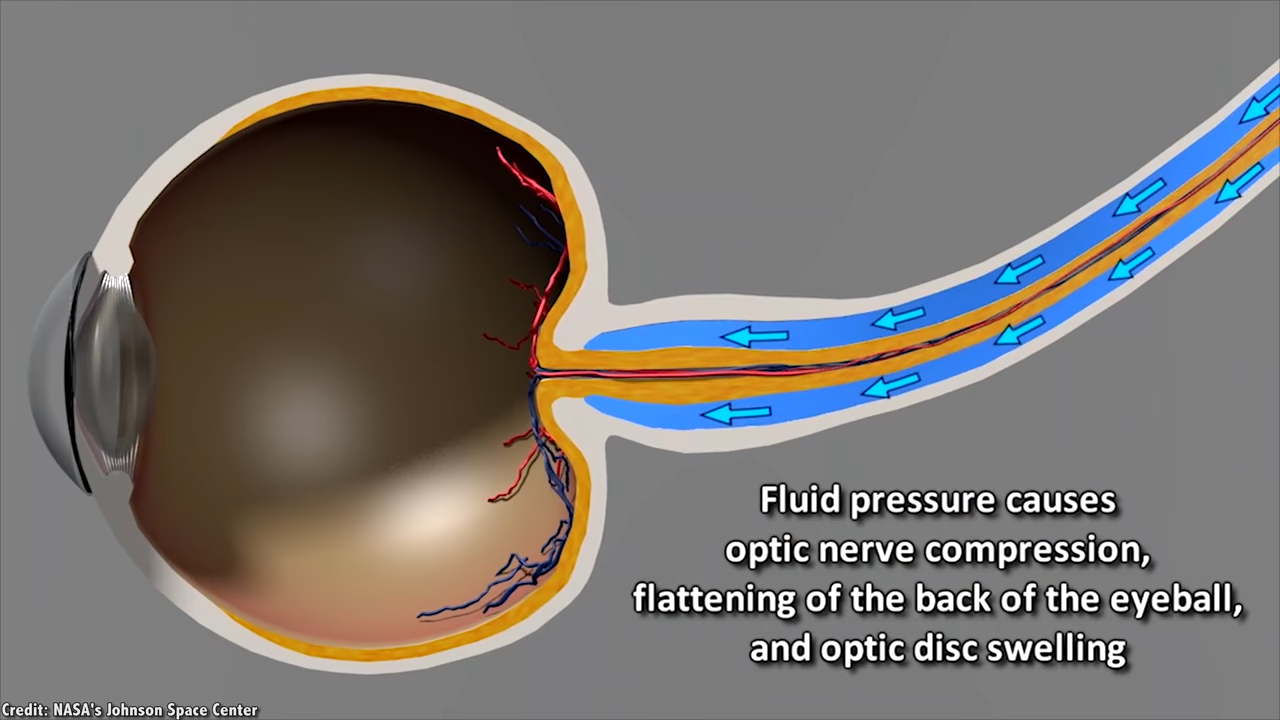 Fluid pressure causes
optic nerve compression,
flattening of the back of the eyeball,
and optic disc swelling
Credit: NASA's Johnson Space Center